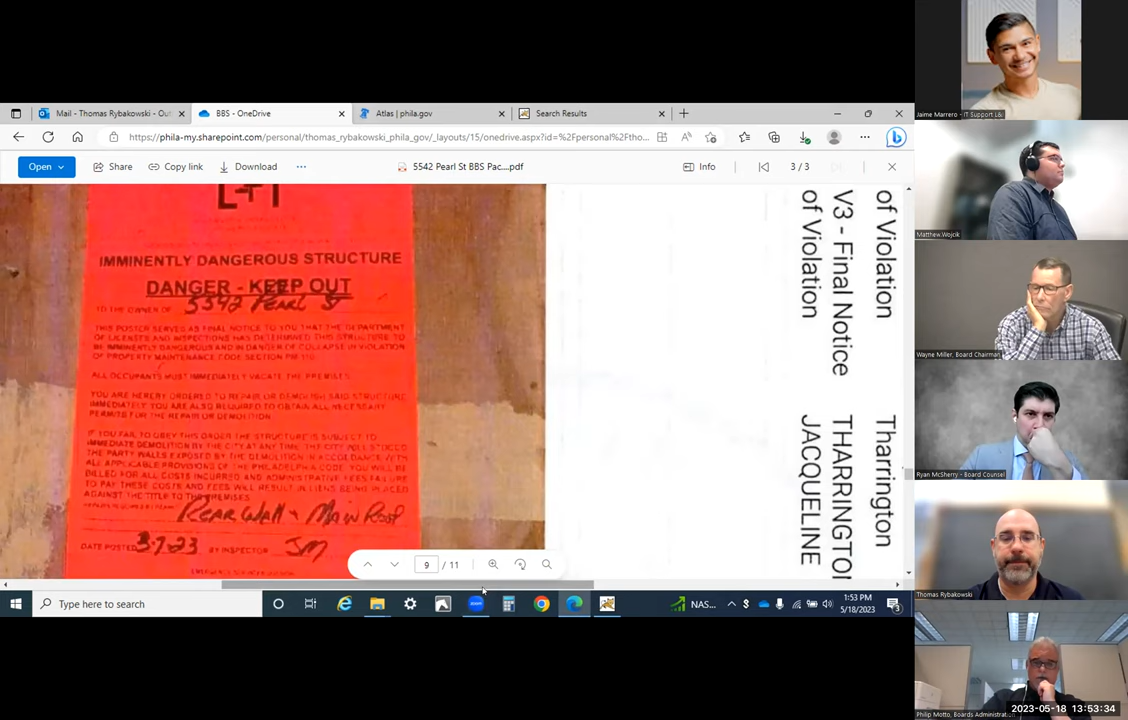 Mail - Thomas Rybakowski - Out
BBS - OneDrive
Atlas | phila.gov
Search Results
https://phila-my.sharepoint.com/personal/thomas_rybakowski_phila_gov/_layouts/15/onedrive.aspx?id=%2Fpersonal%2Ftho...
Open
Share
Copy link
Download
5542 Pearl St BBS Pac....pdf
Info
3 / 3
L+I
IMMINENTLY DANGEROUS STRUCTURE
DANGER - KEEP OUT
TO THE OWNER OF 5542 Pearl St
THIS POSTER SERVES AS FINAL NOTICE TO YOU THAT THE DEPARTMENT
OF LICENSES AND INSPECTIONS HAS DETERMINED THIS STRUCTURE TO
BE IMMINENTLY DANGEROUS AND IN DANGER OF COLLAPSE IN VIOLATION
OF PROPERTY MAINTENANCE CODE SECTION PM 110
ALL OCCUPANTS MUST IMMEDIATELY VACATE THE PREMISES
YOU ARE HEREBY ORDERED TO REPAIR OR DEMOLISH SAID STRUCTURE
IMMEDIATELY YOU ARE ALSO REQUIRED TO OBTAIN ALL NECESSARY
PERMITS FOR THE REPAIR OR DEMOLITION.
IF YOU FAIL TO OBEY THIS ORDER THE STRUCTURE IS SUBJECT TO
IMMEDIATE DEMOLITION BY THE CITY AT ANY TIME THE CITY WILL STUCCO
THE PARTY WALLS EXPOSED BY THE DEMOLITION IN ACCORDANCE WITH
ALL APPLICABLE PROVISIONS OF THE PHILADELPHIA CODE. YOU WILL BE
BILLED FOR ALL COSTS INCURRED AND ADMINISTRATIVE FEES FAILURE
TO PAY THESE COSTS AND FEES WILL RESULT IN LIENS BEING PLACED
AGAINST THE TITLE TO THE PREMISES
Rear Wall + Main Roof
DATE POSTED 3-7-23 BY INSPECTOR JM
of Violation Tharrington
V3 - Final Notice THARRINGTO
of Violation JACQUELINE
9 / 11
Type here to search
NAS...
1:53 PM
5/18/2023
3
Jaime Marrero - IT Support L&I
Matthew.Wojcik
Wayne Miller, Board Chairman
Ryan McSherry - Board Counsel
Thomas Rybakowski
Philip Motto, Boards Administrat
2023-05-18 13:53:34